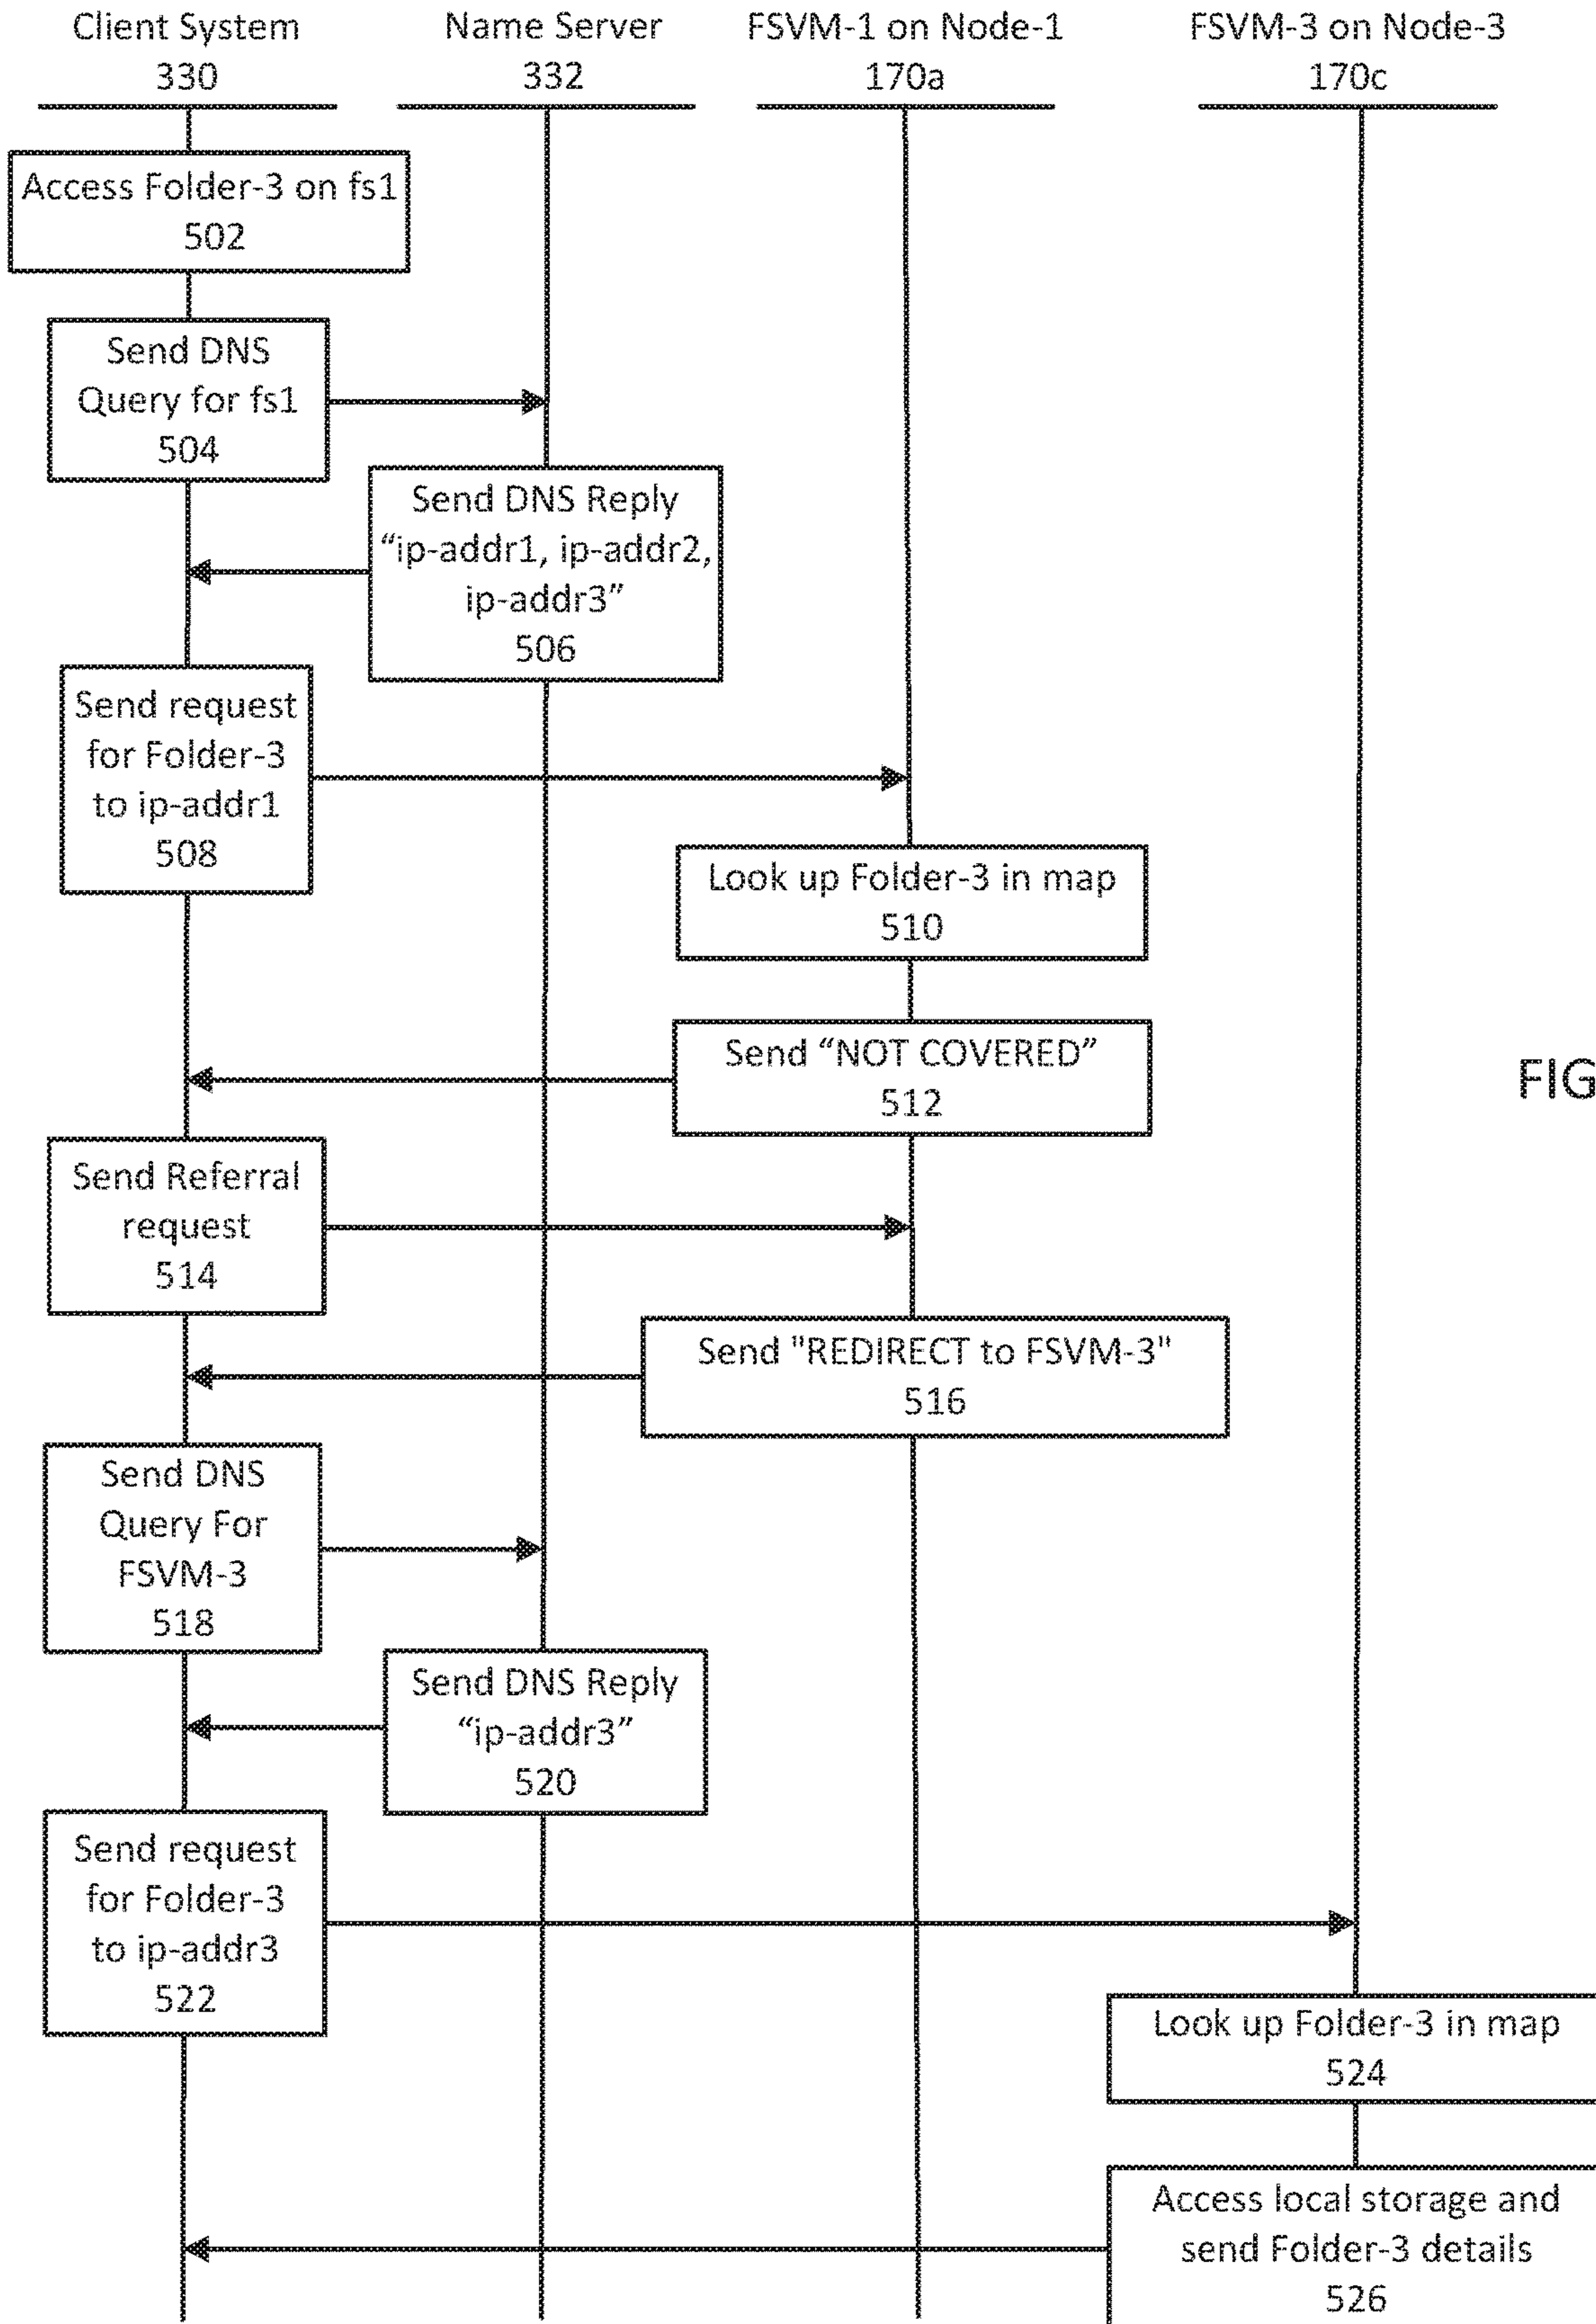 Client System
330
Name Server
332
FSVM-1 on Node-1
170a
FSVM-3 on Node-3
170c
Access Folder-3 on fs1
502
Send DNS
Query for fs1
504
Send DNS Reply
“ip-addr1, ip-addr2,
ip-addr3”
506
Send request
for Folder-3
to ip-addr1
508
Look up Folder-3 in map
510
Send “NOT COVERED”
512
FIG
Send Referral
request
514
Send "REDIRECT to FSVM-3"
516
Send DNS
Query For
FSVM-3
518
Send DNS Reply
“ip-addr3”
520
Send request
for Folder-3
to ip-addr3
522
Look up Folder-3 in map
524
Access local storage and
send Folder-3 details
526